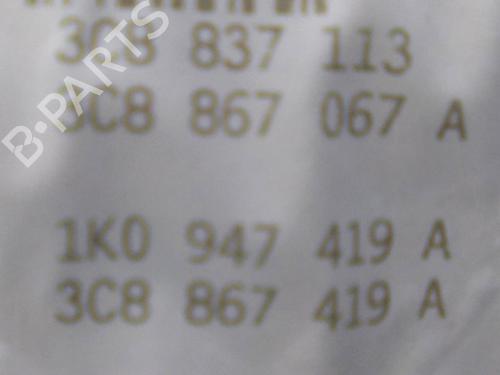 3C8 837 113
3C8 867 067 A
1K0 947 419 A
3C8 867 419 A
B-PARTS